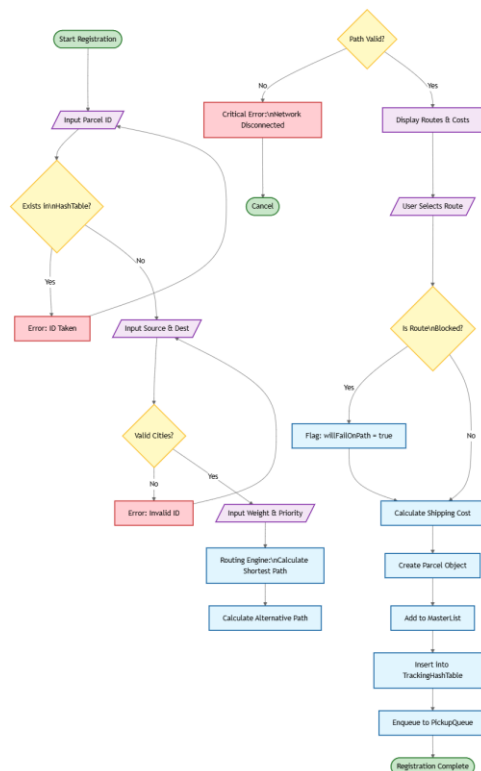 Start Registration
Input Parcel ID
Exists in\nHashTable?
Yes
No
Error: ID Taken
Input Source & Dest
Valid Cities?
No
Yes
Error: Invalid ID
Input Weight & Priority
Routing Engine:\nCalculate
Shortest Path
Calculate Alternative Path
Path Valid?
No
Yes
Critical Error:\nNetwork
Disconnected
Cancel
Display Routes & Costs
User Selects Route
Is Route\nBlocked?
Yes
No
Flag: willFailOnPath = true
Calculate Shipping Cost
Create Parcel Object
Add to MasterList
Insert into
TrackingHashTable
Enqueue to PickupQueue
Registration Complete